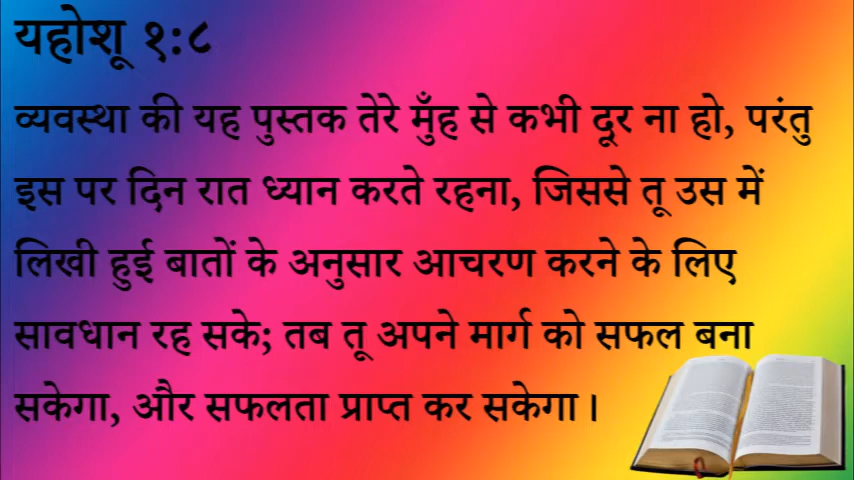 यहोशू १:८
व्यवस्था की यह पुस्तक तेरे मुँह से कभी दूर ना हो, परंतु
इस पर दिन रात ध्यान करते रहना, जिससे तू उस में
लिखी हुई बातों के अनुसार आचरण करने के लिए
सावधान रह सके; तब तू अपने मार्ग को सफल बना
सकेगा, और सफलता प्राप्त कर सकेगा।